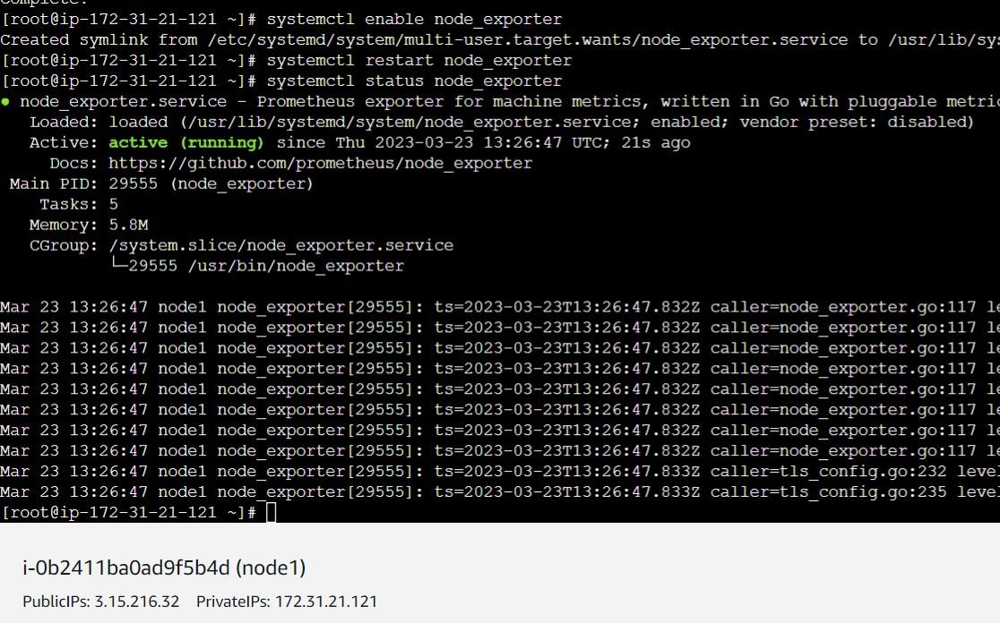 Complete!
[root@ip-172-31-21-121 ~]# systemctl enable node_exporter
Created symlink from /etc/systemd/system/multi-user.target.wants/node_exporter.service to /usr/lib/sys
[root@ip-172-31-21-121 ~]# systemctl restart node_exporter
[root@ip-172-31-21-121 ~]# systemctl status node_exporter
● node_exporter.service - Prometheus exporter for machine metrics, written in Go with pluggable metric
Loaded: loaded (/usr/lib/systemd/system/node_exporter.service; enabled; vendor preset: disabled)
Active: active (running) since Thu 2023-03-23 13:26:47 UTC; 21s ago
Docs: https://github.com/prometheus/node_exporter
Main PID: 29555 (node_exporter)
Tasks: 5
Memory: 5.8M
CGroup: /system.slice/node_exporter.service
└─29555 /usr/bin/node_exporter
Mar 23 13:26:47 node1 node_exporter[29555]: ts=2023-03-23T13:26:47.832Z caller=node_exporter.go:117 le
Mar 23 13:26:47 node1 node_exporter[29555]: ts=2023-03-23T13:26:47.832Z caller=node_exporter.go:117 le
Mar 23 13:26:47 node1 node_exporter[29555]: ts=2023-03-23T13:26:47.832Z caller=node_exporter.go:117 le
Mar 23 13:26:47 node1 node_exporter[29555]: ts=2023-03-23T13:26:47.832Z caller=node_exporter.go:117 le
Mar 23 13:26:47 node1 node_exporter[29555]: ts=2023-03-23T13:26:47.832Z caller=node_exporter.go:117 le
Mar 23 13:26:47 node1 node_exporter[29555]: ts=2023-03-23T13:26:47.832Z caller=node_exporter.go:117 le
Mar 23 13:26:47 node1 node_exporter[29555]: ts=2023-03-23T13:26:47.832Z caller=node_exporter.go:117 le
Mar 23 13:26:47 node1 node_exporter[29555]: ts=2023-03-23T13:26:47.832Z caller=node_exporter.go:117 le
Mar 23 13:26:47 node1 node_exporter[29555]: ts=2023-03-23T13:26:47.833Z caller=tls_config.go:232 level
Mar 23 13:26:47 node1 node_exporter[29555]: ts=2023-03-23T13:26:47.833Z caller=tls_config.go:235 level
[root@ip-172-31-21-121 ~]#
i-0b2411ba0ad9f5b4d (node1)
PublicIPs: 3.15.216.32 PrivateIPs: 172.31.21.121